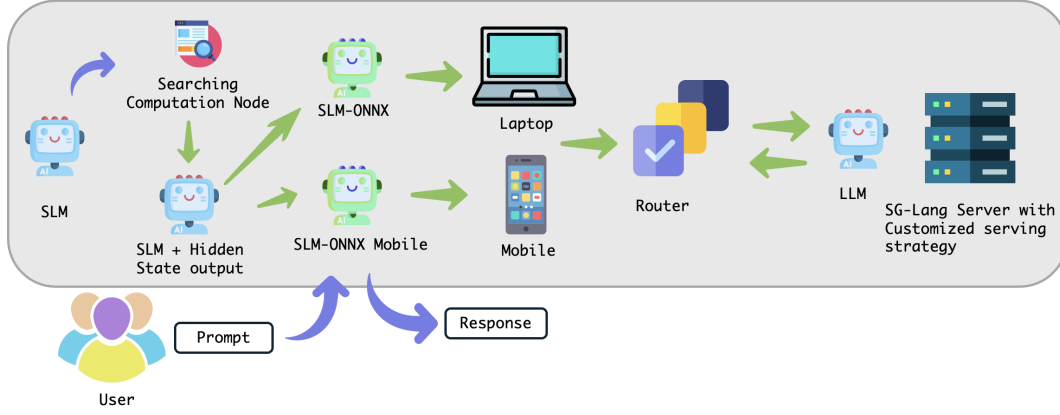 Searching
Computation Node
SLM
AI
SLM + Hidden
State output
AI
SLM-ONNX
AI
SLM-ONNX Mobile
AI
Laptop
Mobile
Router
LLM
AI
SG-Lang Server with
Customized serving
strategy
User
Prompt
Response